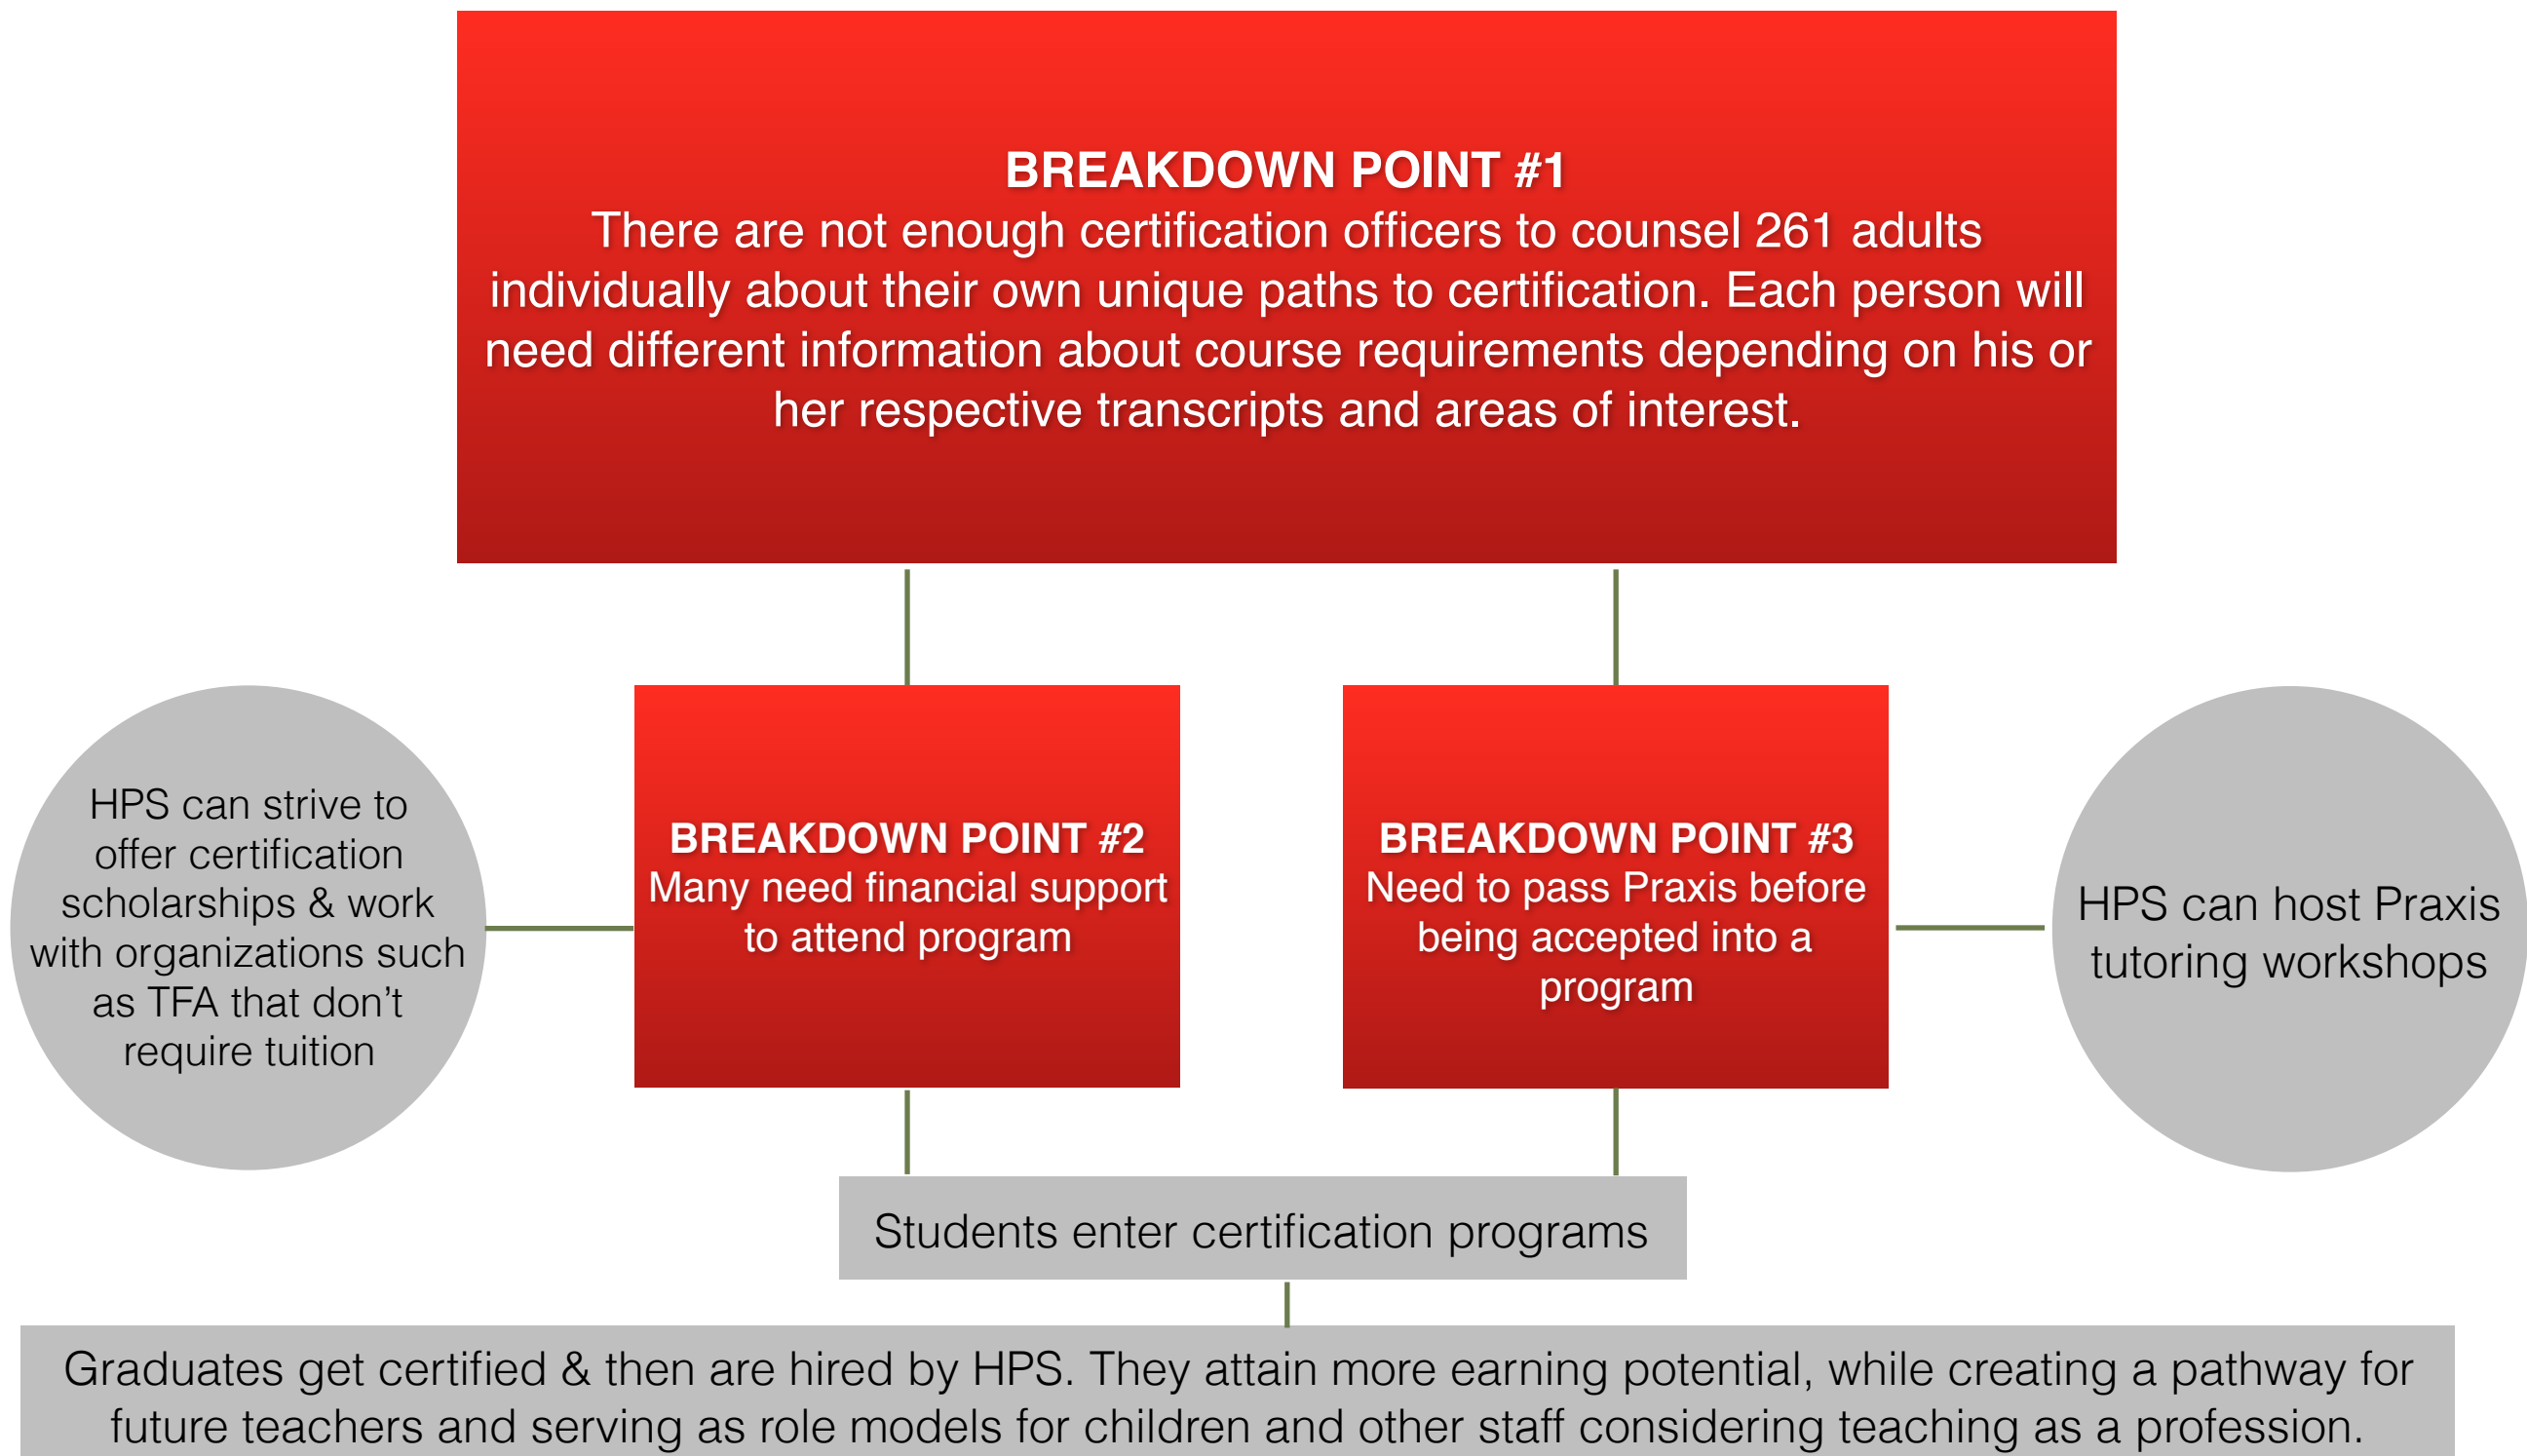 BREAKDOWN POINT #1
There are not enough certification officers to counsel 261 adults
individually about their own unique paths to certification. Each person will
need different information about course requirements depending on his or
her respective transcripts and areas of interest.
HPS can strive to
offer certification
scholarships & work
with organizations such
as TFA that don’t
require tuition
BREAKDOWN POINT #2
Many need financial support
to attend program
BREAKDOWN POINT #3
Need to pass Praxis before
being accepted into a
program
HPS can host Praxis
tutoring workshops
Students enter certification programs
Graduates get certified & then are hired by HPS. They attain more earning potential, while creating a pathway for
future teachers and serving as role models for children and other staff considering teaching as a profession.